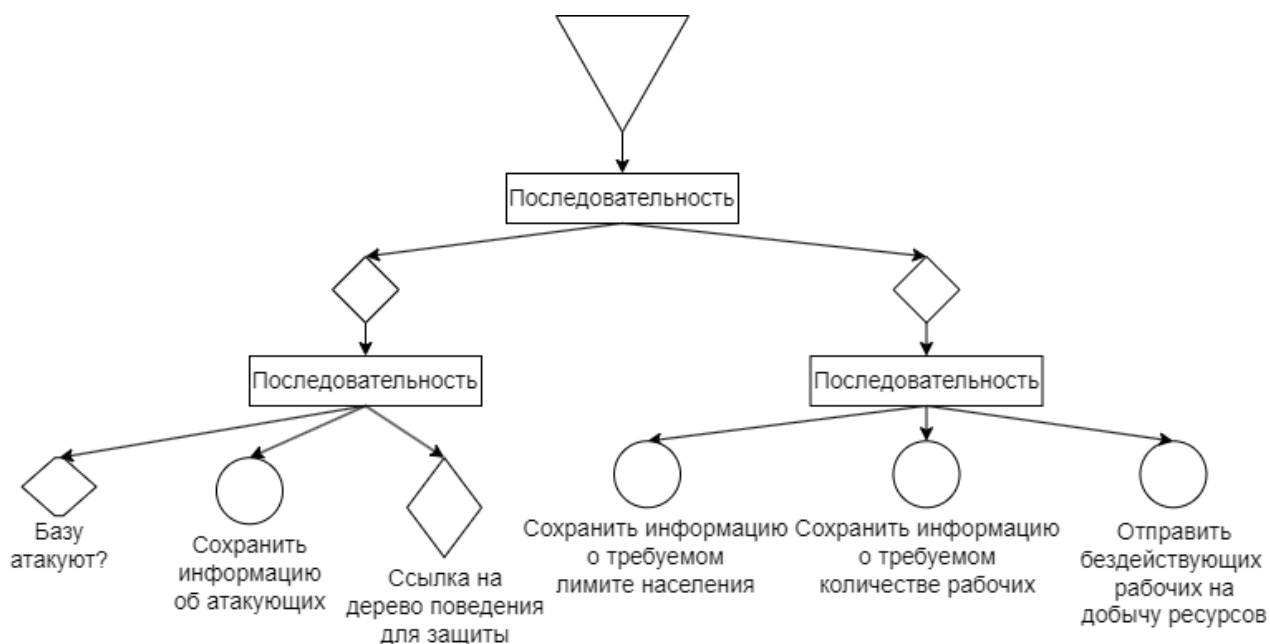 Последовательность
Последовательность
Последовательность
Базу
атакуют?
Сохранить
информацию
об атакующих
Ссылка на
дерево поведения
для защиты
Сохранить информацию
о требуемом
лимите населения
Сохранить информацию
о требуемом
количестве рабочих
Отправить
бездействующих
рабочих на
добычу ресурсов